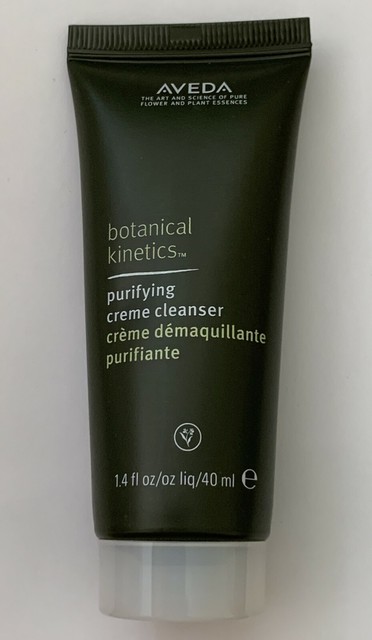 AVEDA
THE ART AND SCIENCE OF PURE
FLOWER AND PLANT ESSENCES
botanical
kinetics™
purifying
creme cleanser
crème démaquillante
purifiante
1.4 fl oz/oz liq/40 ml ℮